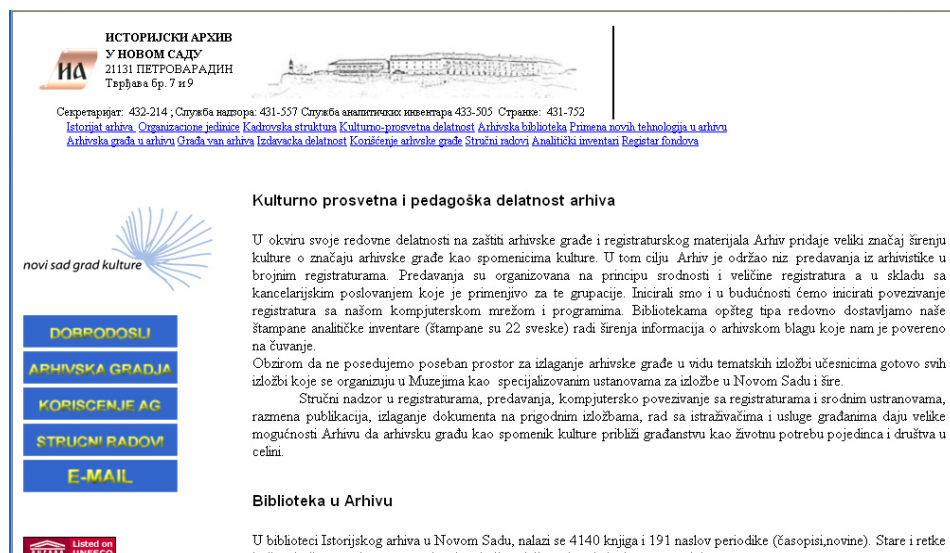 ИСТОРИЈСКИ АРХИВ
У НОВОМ САДУ
21131 ПЕТРОВАРАДИН
Тврђава бр. 7 и 9
ИА
Секретаријат: 432-214 ; Служба надзора: 431-557 Служба аналитичких инвентара 433-505 Странке: 431-752
Istorijat arhiva Organizacione jedinice Kadrovska struktura Kulturno-prosvetna delatnost Arhivska biblioteka Primena novih tehnologija u arhivu
Arhivska građa u arhivu Građa van arhiva Izdavacka delatnost Korišćenje arhvske građe Stručni radovi Analitički inventari Registar fondova
novi sad grad kulture
DOBRODOSLI
ARHIVSKA GRADJA
KORISCENJE AG
STRUCNI RADOVI
E-MAIL
Listed on
UNESCO
Kulturno prosvetna i pedagoška delatnost arhiva
U okviru svoje redovne delatnosti na zaštiti arhivske građe i registraturskog materijala Arhiv pridaje veliki značaj širenju
kulture o značaju arhivske građe kao spomenicima kulture. U tom cilju Arhiv je održao niz predavanja iz arhivistike u
brojnim registraturama. Predavanja su organizovana na principu srodnosti i veličine registratura a u skladu sa
kancelarijskim poslovanjem koje je primenjivo za te grupacije. Inicirali smo i u budućnosti ćemo inicirati povezivanje
registratura sa našom kompjuterskom mrežom i programima. Bibliotekama opšteg tipa redovno dostavljamo naše
štampane analitičke inventare (štampane su 22 sveske) radi širenja informacija o arhivskom blagu koje nam je povereno
na čuvanje.
Obzirom da ne posedujemo poseban prostor za izlaganje arhivske građe u vidu tematskih izložbi učesnicima gotovo svih
izložbi koje se organizuju u Muzejima kao specijalizovanim ustanovama za izložbe u Novom Sadu i šire.
Stručni nadzor u registraturama, predavanja, kompjutersko povezivanje sa registraturama i srodnim ustranovama,
razmena publikacija, izlaganje dokumenta na prigodnim izložbama, rad sa istraživačima i usluge građanima daju velike
mogućnosti Arhivu da arhivsku građu kao spomenik kulture približi građanstvu kao životnu potrebu pojedinca i društva u
celini.
Biblioteka u Arhivu
U biblioteci Istorijskog arhiva u Novom Sadu, nalazi se 4140 knjiga i 191 naslov periodike (časopisi,novine). Stare i retke